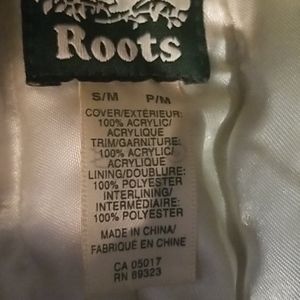 Roots
S/M P/M
COVER/EXTÉRIEUR:
100% ACRYLIC/
ACRYLIQUE
TRIM/GARNITURE:
100% ACRYLIC/
ACRYLIQUE
LINING/DOUBLURE:
100% POLYESTER
INTERLINING/
INTERMÉDIAIRE:
100% POLYESTER
MADE IN CHINA/
FABRIQUÉ EN CHINE
CA 05017
RN 89323